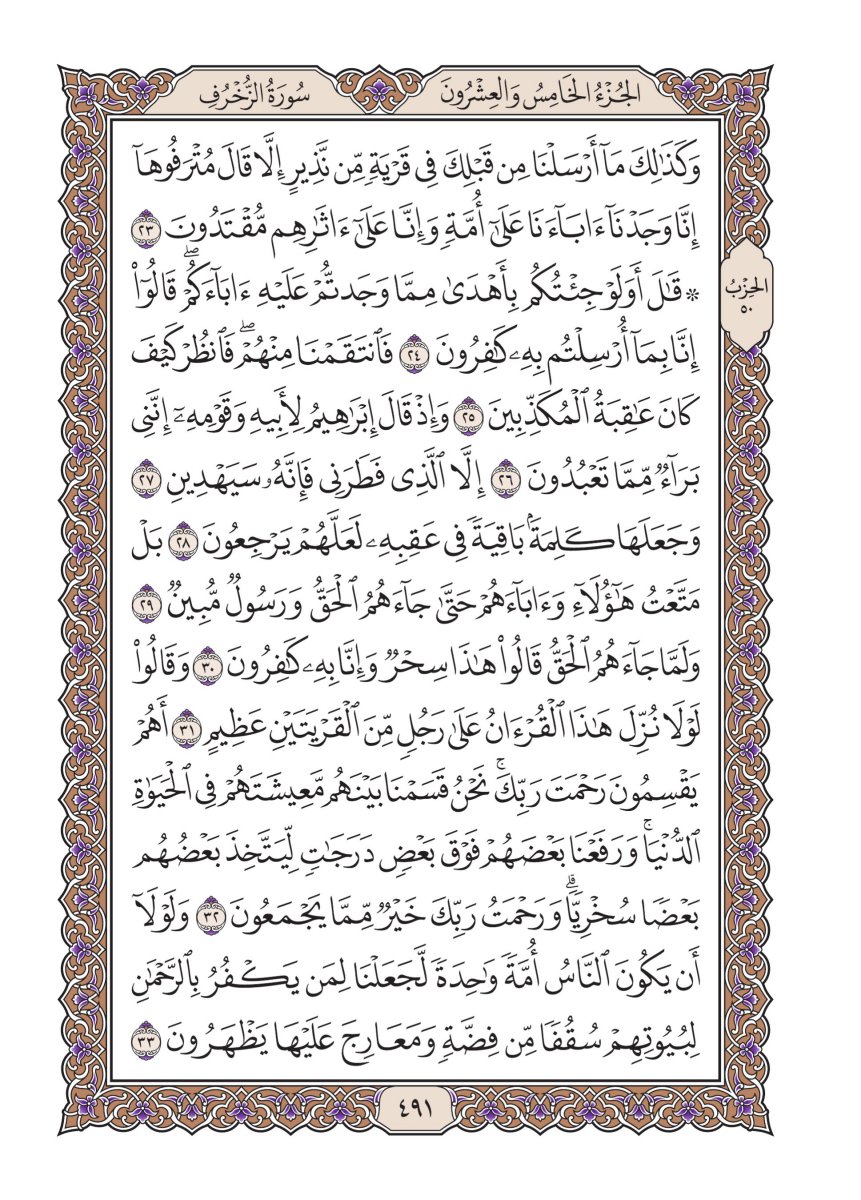 الجُزْءُ الخَامِسُ وَالعِشْرُونَ
سُورَةُ الزُّخْرُفِ
وَكَذَٰلِكَ مَآ أَرْسَلْنَا مِن قَبْلِكَ فِى قَرْيَةٍ مِّن نَّذِيرٍ إِلَّا قَالَ مُتْرَفُوهَآ
إِنَّا وَجَدْنَآ ءَابَآءَنَا عَلَىٰٓ أُمَّةٍ وَإِنَّا عَلَىٰٓ ءَاثَٰرِهِم مُّقْتَدُونَ ٢٣
۞ قَٰلَ أَوَلَوْ جِئْتُكُم بِأَهْدَىٰ مِمَّا وَجَدتُّمْ عَلَيْهِ ءَابَآءَكُمْۖ قَالُوٓا۟
إِنَّا بِمَآ أُرْسِلْتُم بِهِۦ كَٰفِرُونَ ٢٤ فَٱنتَقَمْنَا مِنْهُمْۖ فَٱنظُرْ كَيْفَ
كَانَ عَٰقِبَةُ ٱلْمُكَذِّبِينَ ٢٥ وَإِذْ قَالَ إِبْرَٰهِيمُ لِأَبِيهِ وَقَوْمِهِۦٓ إِنَّنِى
بَرَآءٌ مِّمَّا تَعْبُدُونَ ٢٦ إِلَّا ٱلَّذِى فَطَرَنِى فَإِنَّهُۥ سَيَهْدِينِ ٢٧
وَجَعَلَهَا كَلِمَةًۢ بَاقِيَةً فِى عَقِبِهِۦ لَعَلَّهُمْ يَرْجِعُونَ ٢٨ بَلْ
مَتَّعْتُ هَٰٓؤُلَآءِ وَءَابَآءَهُمْ حَتَّىٰ جَآءَهُمُ ٱلْحَقُّ وَرَسُولٌ مُّبِينٌ ٢٩
وَلَمَّا جَآءَهُمُ ٱلْحَقُّ قَالُوا۟ هَٰذَا سِحْرٌ وَإِنَّا بِهِۦ كَٰفِرُونَ ٣٠ وَقَالُوا۟
لَوْلَا نُزِّلَ هَٰذَا ٱلْقُرْءَانُ عَلَىٰ رَجُلٍ مِّنَ ٱلْقَرْيَتَيْنِ عَظِيمٍ ٣١ أَهُمْ
يَقْسِمُونَ رَحْمَتَ رَبِّكَۚ نَحْنُ قَسَمْنَا بَيْنَهُم مَّعِيشَتَهُمْ فِى ٱلْحَيَوٰةِ
ٱلدُّنْيَاۚ وَرَفَعْنَا بَعْضَهُمْ فَوْقَ بَعْضٍ دَرَجَٰتٍ لِّيَتَّخِذَ بَعْضُهُم
بَعْضًا سُخْرِيًّاۗ وَرَحْمَتُ رَبِّكَ خَيْرٌ مِّمَّا يَجْمَعُونَ ٣٢ وَلَوْلَآ
أَن يَكُونَ ٱلنَّاسُ أُمَّةً وَٰحِدَةً لَّجَعَلْنَا لِمَن يَكْفُرُ بِٱلرَّحْمَٰنِ
لِبُيُوتِهِمْ سُقُفًا مِّن فِضَّةٍ وَمَعَارِجَ عَلَيْهَا يَظْهَرُونَ ٣٣
الحِزْبُ
٥٠
٤٩١